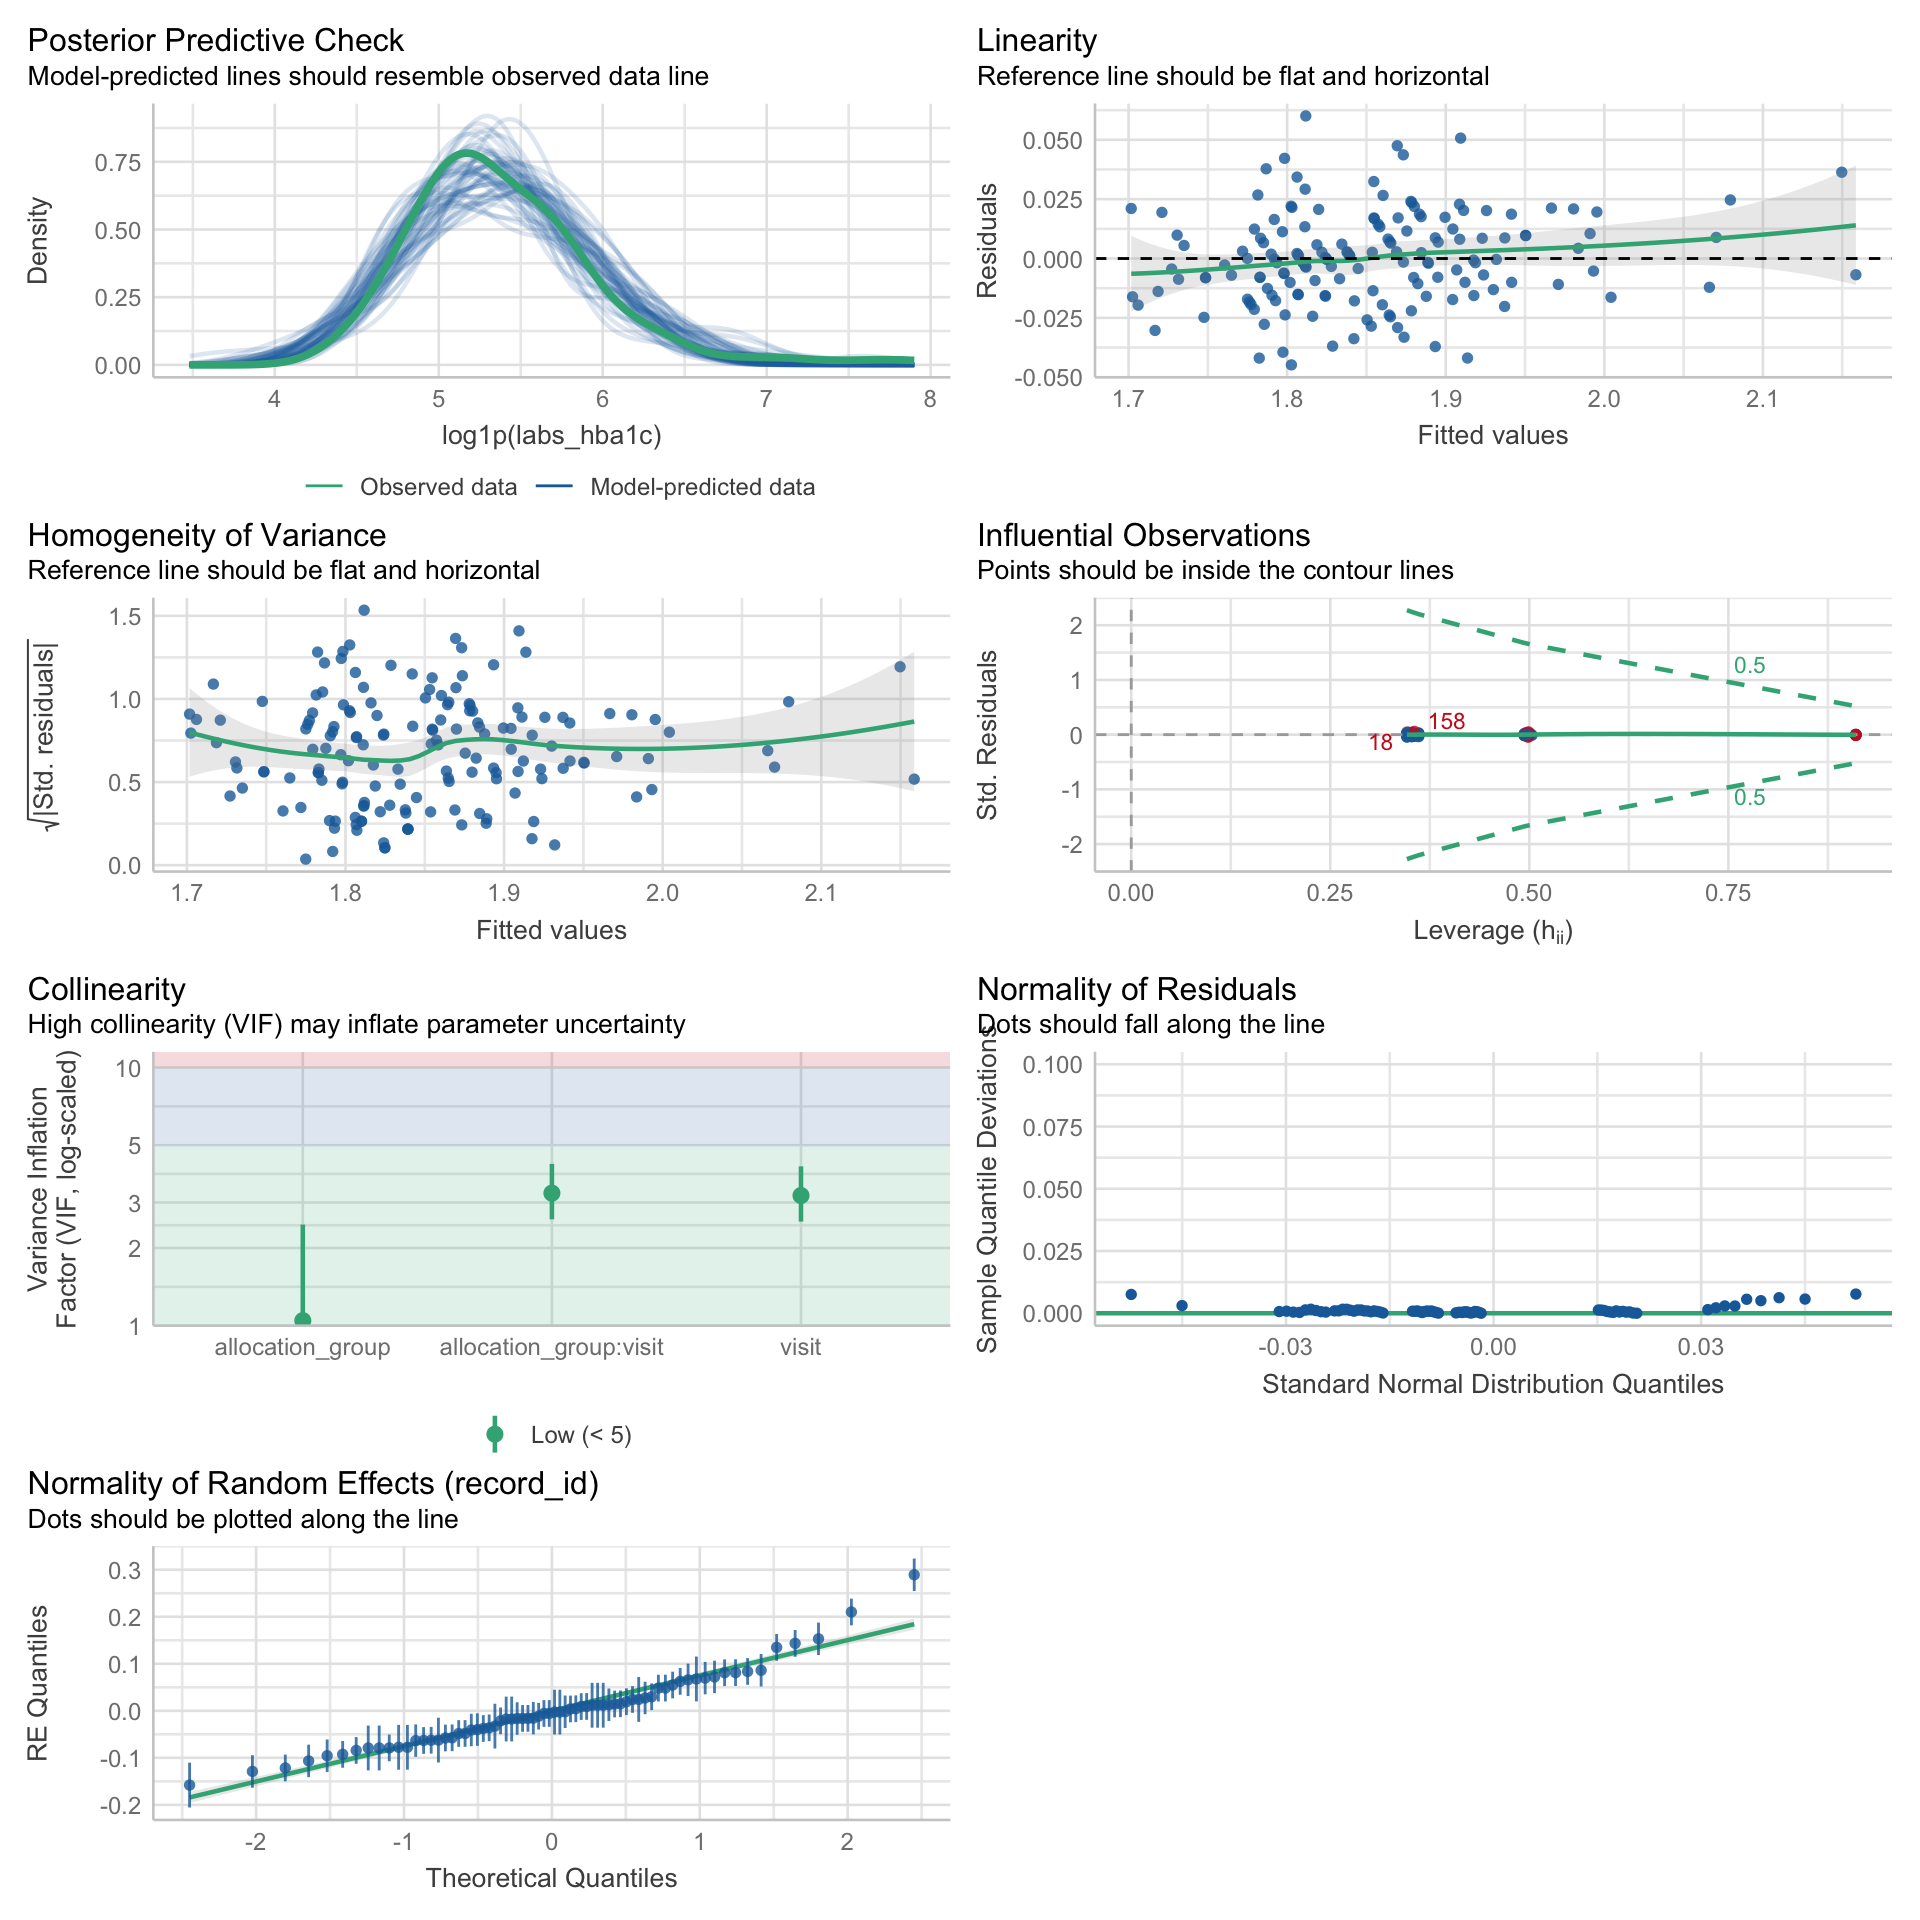 Posterior Predictive Check
Model-predicted lines should resemble observed data line
Density
0.75
0.50
0.25
0.00
4 5 6 7 8
log1p(labs_hba1c)
Observed data Model-predicted data
Linearity
Reference line should be flat and horizontal
Residuals
0.050
0.025
0.000
-0.025
-0.050
1.7 1.8 1.9 2.0 2.1
Fitted values
Homogeneity of Variance
Reference line should be flat and horizontal
√|Std. residuals|
1.5
1.0
0.5
0.0
1.7 1.8 1.9 2.0 2.1
Fitted values
Influential Observations
Points should be inside the contour lines
Std. Residuals
2
1
0
-1
-2
0.5
158
18
0.5
0.00 0.25 0.50 0.75
Leverage (hii)
Collinearity
High collinearity (VIF) may inflate parameter uncertainty
Variance Inflation
Factor (VIF, log-scaled)
10
5
3
2
1
allocation_group allocation_group:visit visit
Low (< 5)
Normality of Residuals
Dots should fall along the line
Sample Quantile Deviations
0.100
0.075
0.050
0.025
0.000
-0.03 0.00 0.03
Standard Normal Distribution Quantiles
Normality of Random Effects (record_id)
Dots should be plotted along the line
RE Quantiles
0.3
0.2
0.1
0.0
-0.1
-0.2
-2 -1 0 1 2
Theoretical Quantiles